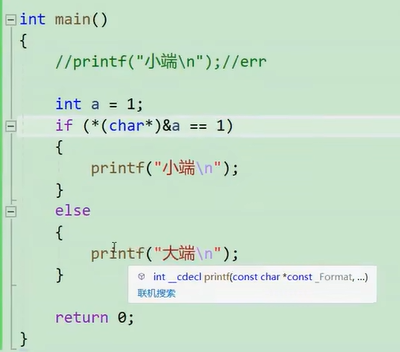 int main()
{
//printf("小端\n");//err
int a = 1;
if (*(char*)&a == 1)
{
printf("小端\n");
}
else
{
printf("大端\n");
}
int __cdecl printf(const char *const _Format, ...)
联机搜索
return 0;
}